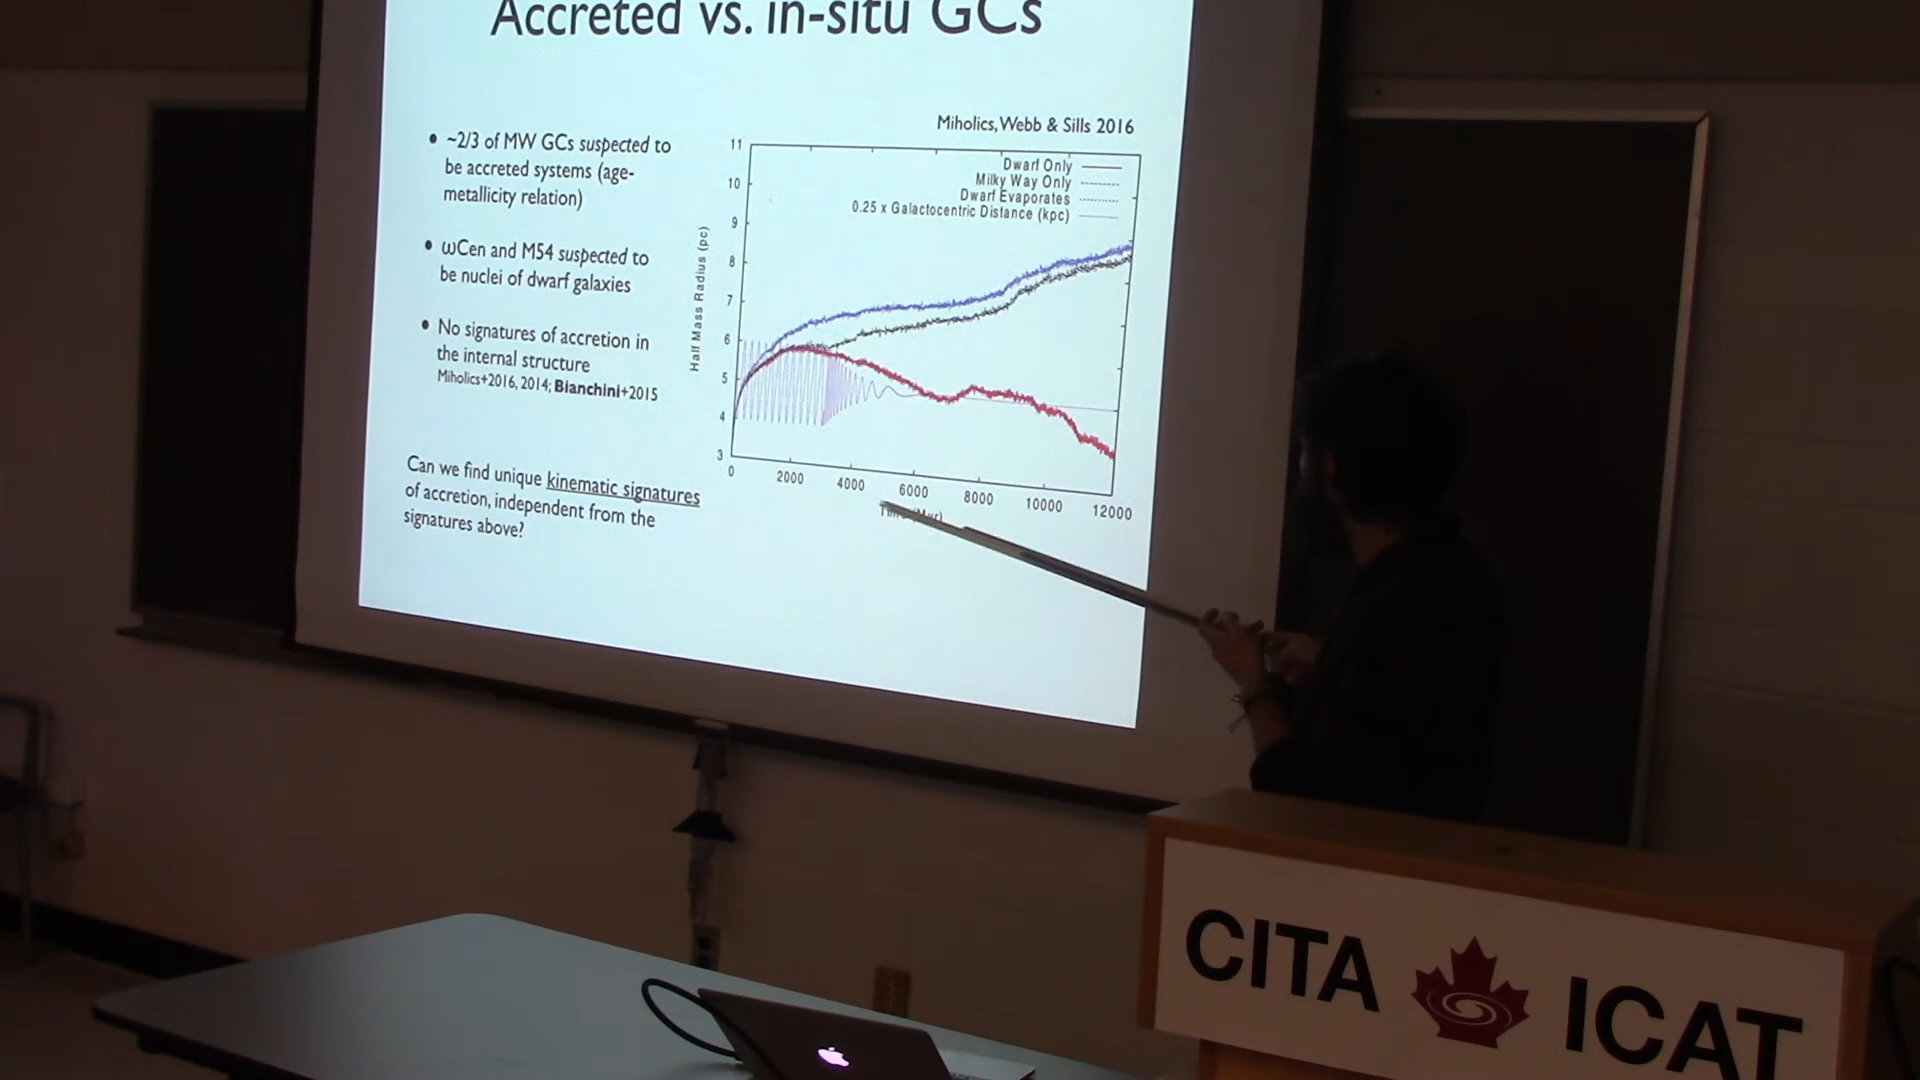 Accreted vs. in-situ GCs
~2/3 of MW GCs suspected to
be accreted systems (age-
metallicity relation)
ωCen and M54 suspected to
be nuclei of dwarf galaxies
No signatures of accretion in
the internal structure
Miholics+2016, 2014; Bianchini+2015
Can we find unique kinematic signatures
of accretion, independent from the
signatures above?
Miholics, Webb & Sills 2016
Dwarf Only
Milky Way Only
Dwarf Evaporates
0.25 x Galactocentric Distance (kpc)
Half Mass Radius (pc)
11
10
9
8
7
6
5
4
3
0 2000 4000 6000 8000 10000 12000
CITA ICAT